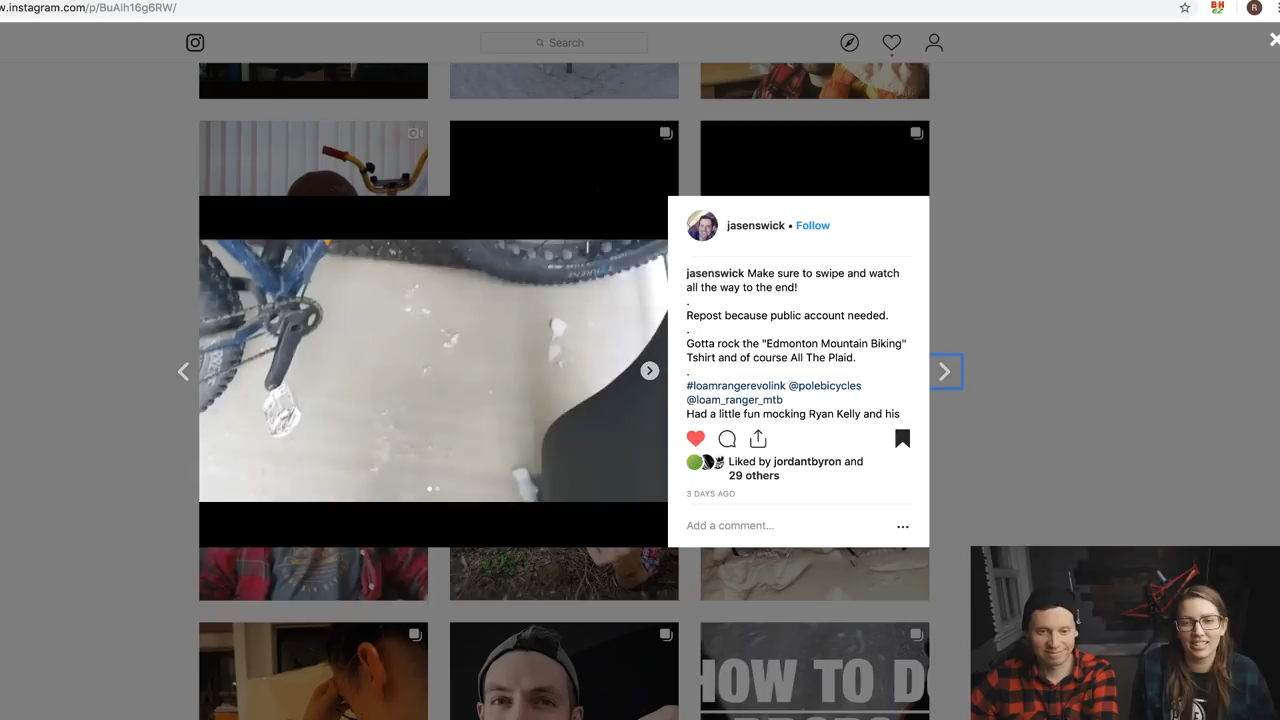 w.instagram.com/p/BuAlh16g6RW/
R
Search
jasenswick • Follow
jasenswick Make sure to swipe and watch
all the way to the end!
.
Repost because public account needed.
.
Gotta rock the "Edmonton Mountain Biking"
Tshirt and of course All The Plaid.
.
#loamrangerevolink @polebicycles
@loam_ranger_mtb
Had a little fun mocking Ryan Kelly and his
Liked by jordantbyron and
29 others
3 DAYS AGO
Add a comment...
HOW TO DO